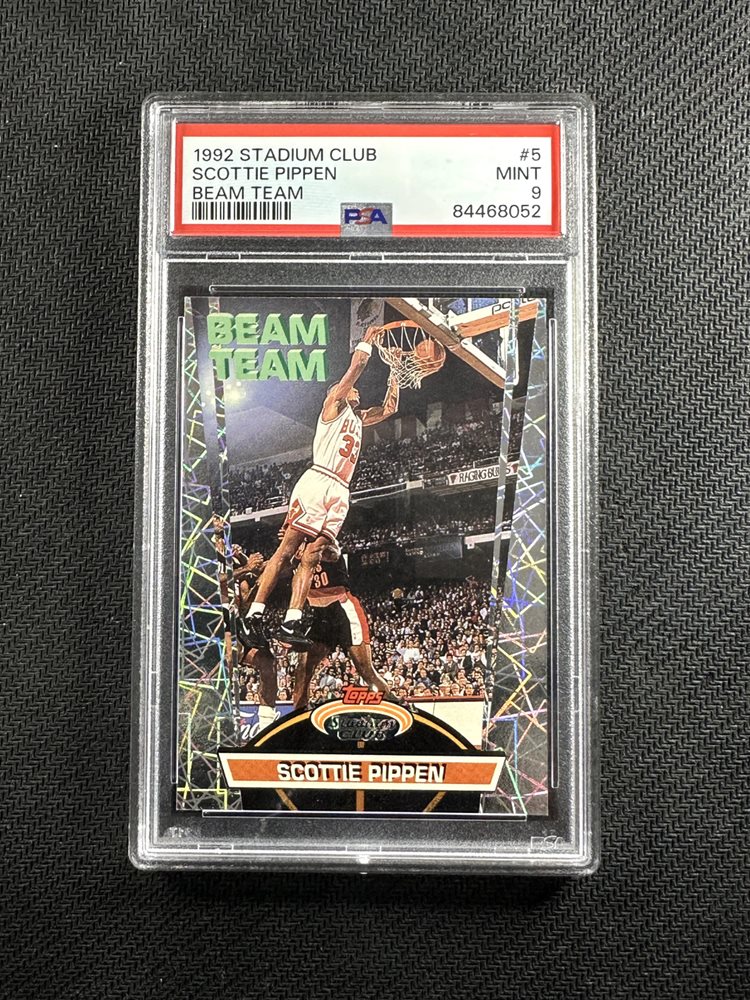 1992 STADIUM CLUB #5
SCOTTIE PIPPEN MINT
BEAM TEAM 9
PSA 84468052
BEAM
TEAM
33
RAGING BULLS
30
Topps
STADIUM
CLUB
SCOTTIE PIPPEN